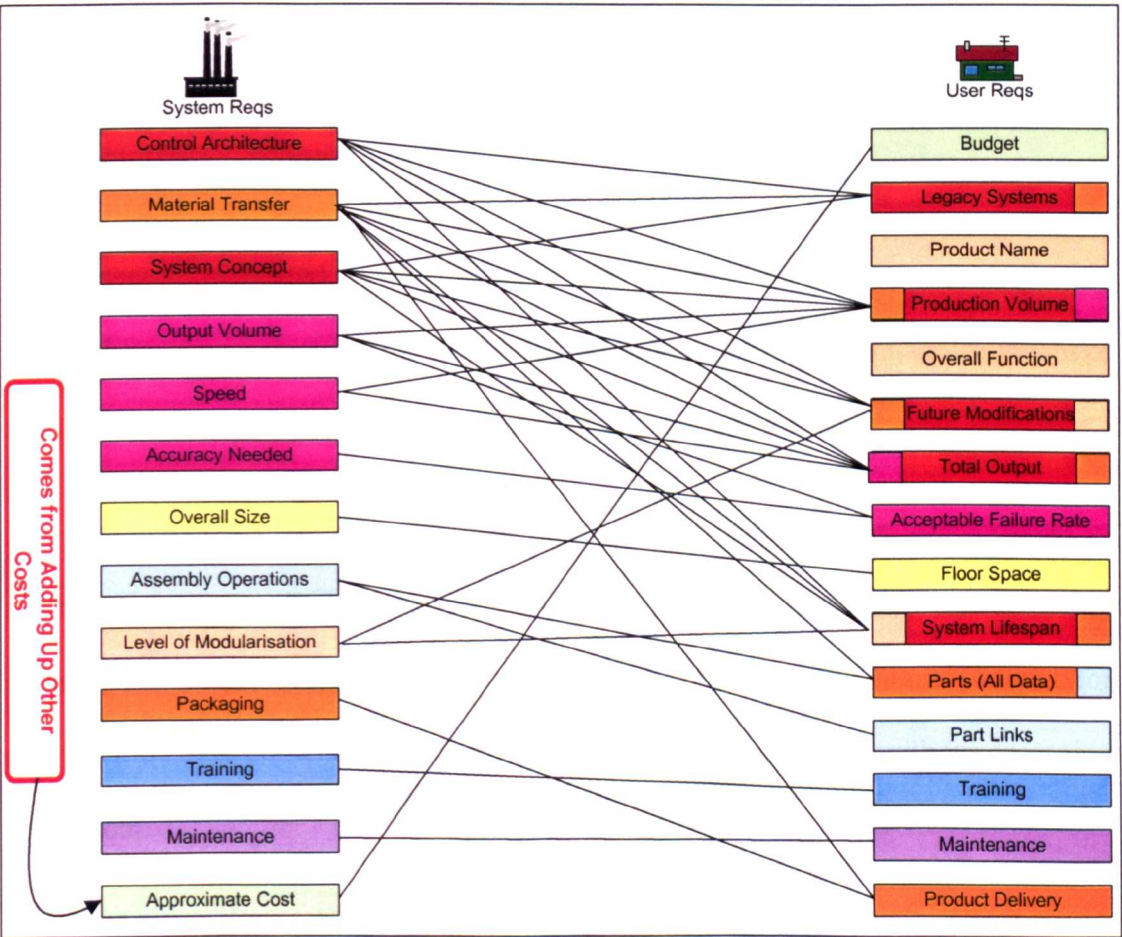 System Reqs
Control Architecture
Material Transfer
System Concept
Output Volume
Speed
Accuracy Needed
Overall Size
Assembly Operations
Level of Modularisation
Packaging
Training
Maintenance
Approximate Cost
Comes from Adding Up Other
Costs
User Reqs
Budget
Legacy Systems
Product Name
Production Volume
Overall Function
Future Modifications
Total Output
Acceptable Failure Rate
Floor Space
System Lifespan
Parts (All Data)
Part Links
Training
Maintenance
Product Delivery